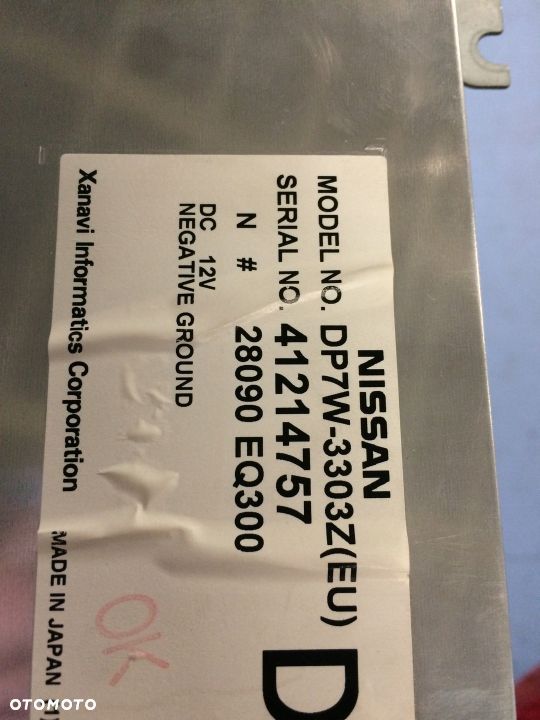 NISSAN
MODEL NO. DP7W-3303Z(EU)
SERIAL NO. 41214757
N # 28090 EQ300
DC 12V
NEGATIVE GROUND
Xanavi Informatics Corporation
MADE IN JAPAN
D
OK
OTOMOTO